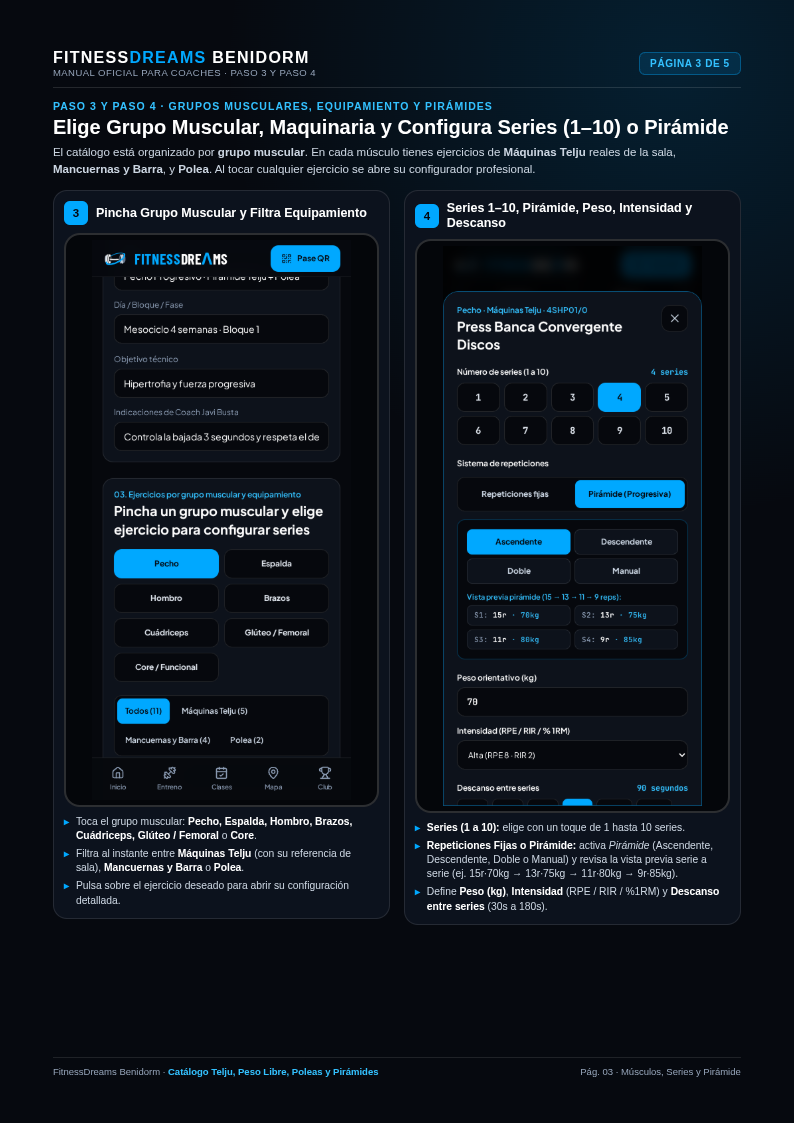 FITNESSDREAMS BENIDORM
MANUAL OFICIAL PARA COACHES · PASO 3 Y PASO 4
PÁGINA 3 DE 5
PASO 3 Y PASO 4 · GRUPOS MUSCULARES, EQUIPAMIENTO Y PIRÁMIDES
Elige Grupo Muscular, Maquinaria y Configura Series (1–10) o Pirámide
El catálogo está organizado por grupo muscular. En cada músculo tienes ejercicios de Máquinas Telju reales de la sala,
Mancuernas y Barra, y Polea. Al tocar cualquier ejercicio se abre su configurador profesional.
3
Pincha Grupo Muscular y Filtra Equipamiento
FITNESSDREAMS
Pase QR
Pecho Progresivo · Pirámide Telju + Polea
Día / Bloque / Fase
Mesociclo 4 semanas · Bloque 1
Objetivo técnico
Hipertrofia y fuerza progresiva
Indicaciones de Coach Javi Busta
Controla la bajada 3 segundos y respeta el de
03. Ejercicios por grupo muscular y equipamiento
Pincha un grupo muscular y elige
ejercicio para configurar series
Pecho
Espalda
Hombro
Brazos
Cuádriceps
Glúteo / Femoral
Core / Funcional
Todos (11)
Máquinas Telju (5)
Mancuernas y Barra (4)
Polea (2)
Inicio
Entreno
Clases
Mapa
Club
▸ Toca el grupo muscular: Pecho, Espalda, Hombro, Brazos,
Cuádriceps, Glúteo / Femoral o Core.
▸ Filtra al instante entre Máquinas Telju (con su referencia de
sala), Mancuernas y Barra o Polea.
▸ Pulsa sobre el ejercicio deseado para abrir su configuración
detallada.
4
Series 1–10, Pirámide, Peso, Intensidad y
Descanso
Pecho · Máquinas Telju · 4SHP01/0
Press Banca Convergente
Discos
Número de series (1 a 10)
4 series
1
2
3
4
5
6
7
8
9
10
Sistema de repeticiones
Repeticiones fijas
Pirámide (Progresiva)
Ascendente
Descendente
Doble
Manual
Vista previa pirámide (15 → 13 → 11 → 9 reps):
S1: 15r · 70kg
S2: 13r · 75kg
S3: 11r · 80kg
S4: 9r · 85kg
Peso orientativo (kg)
70
Intensidad (RPE / RIR / % 1RM)
Alta (RPE 8 · RIR 2)
Descanso entre series
90 segundos
▸ Series (1 a 10): elige con un toque de 1 hasta 10 series.
▸ Repeticiones Fijas o Pirámide: activa Pirámide (Ascendente,
Descendente, Doble o Manual) y revisa la vista previa serie a
serie (ej. 15r·70kg → 13r·75kg → 11r·80kg → 9r·85kg).
▸ Define Peso (kg), Intensidad (RPE / RIR / %1RM) y Descanso
entre series (30s a 180s).
FitnessDreams Benidorm · Catálogo Telju, Peso Libre, Poleas y Pirámides
Pág. 03 · Músculos, Series y Pirámide